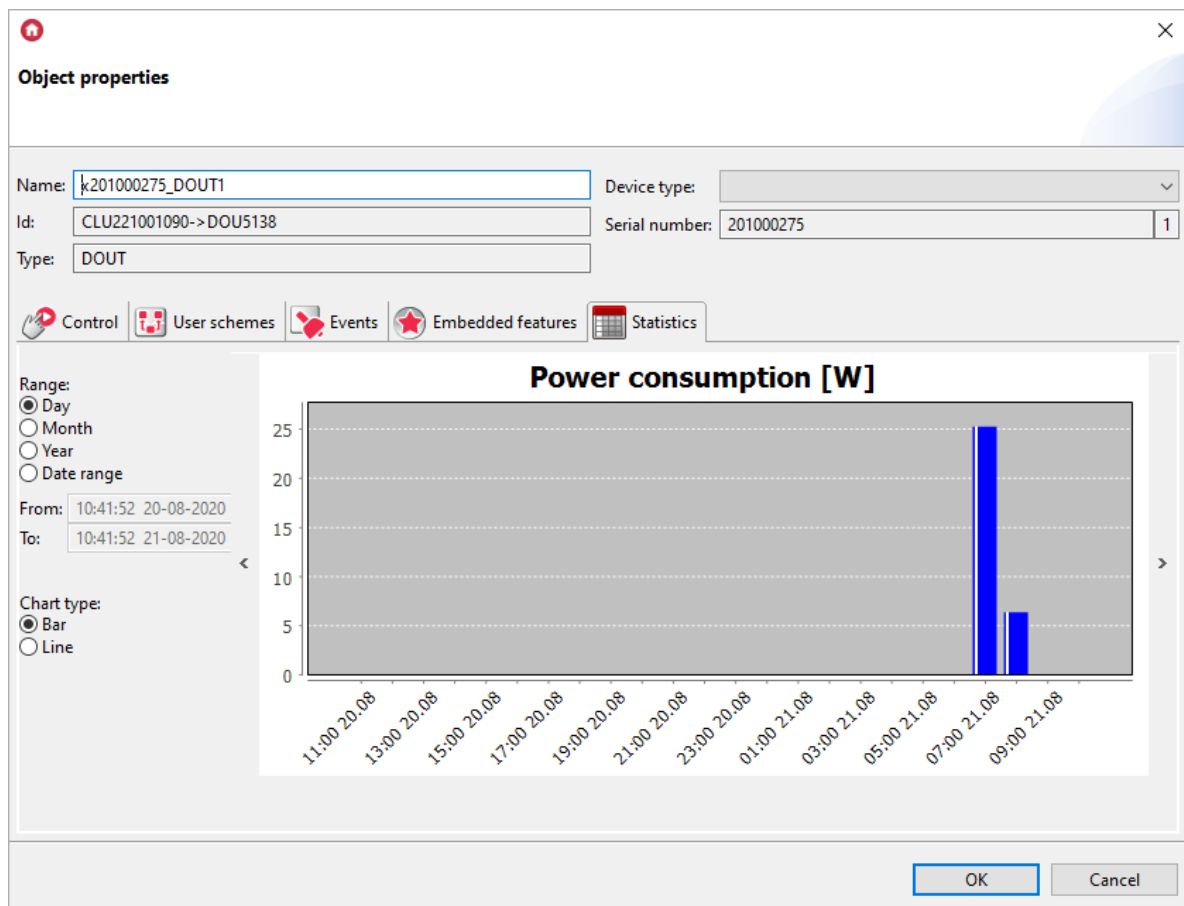 Object properties
Name: x201000275_DOUT1
Device type:
Id: CLU221001090->DOU5138
Serial number: 201000275 1
Type: DOUT
Control User schemes Events Embedded features Statistics
Range:
Day
Month
Year
Date range
From: 10:41:52 20-08-2020
To: 10:41:52 21-08-2020
Chart type:
Bar
Line
Power consumption [W]
25
20
15
10
5
0
11:00 20.08
13:00 20.08
15:00 20.08
17:00 20.08
19:00 20.08
21:00 20.08
23:00 20.08
01:00 21.08
03:00 21.08
05:00 21.08
07:00 21.08
09:00 21.08
OK Cancel